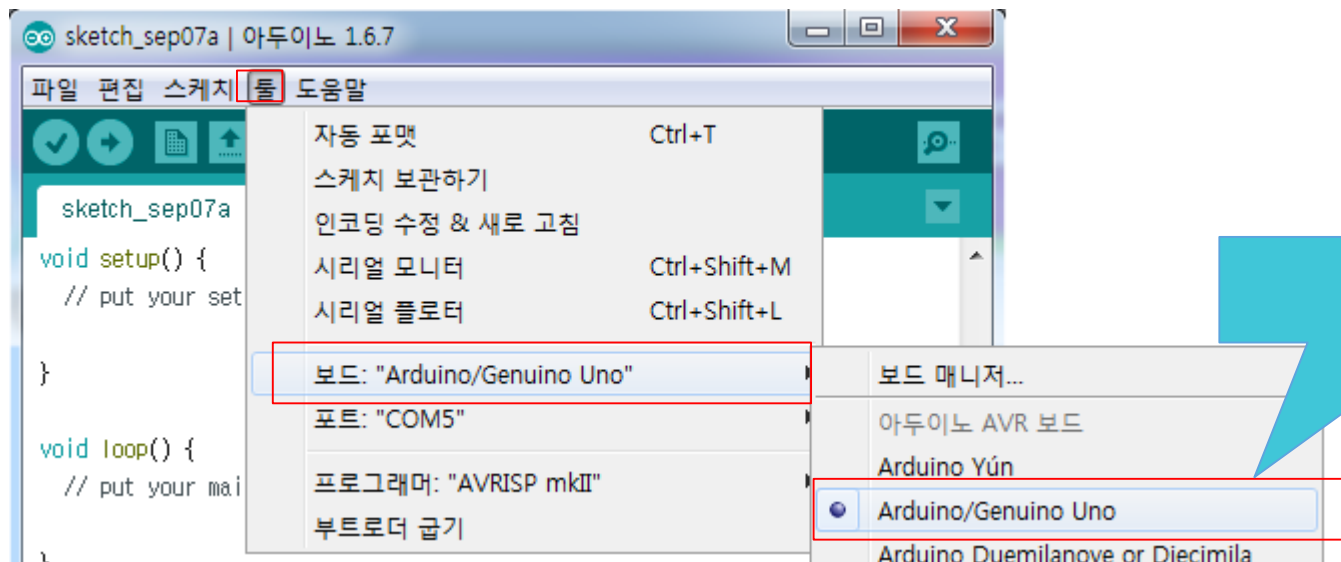 sketch_sep07a | 아두이노 1.6.7
파일 편집 스케치 툴 도움말
자동 포맷 Ctrl+T
스케치 보관하기
sketch_sep07a
인코딩 수정 & 새로 고침
void setup() {
시리얼 모니터 Ctrl+Shift+M
// put your set
시리얼 플로터 Ctrl+Shift+L
}
보드: "Arduino/Genuino Uno"
보드 매니저...
포트: "COM5"
아두이노 AVR 보드
void loop() {
Arduino Yún
// put your mai
프로그래머: "AVRISP mkII"
Arduino/Genuino Uno
부트로더 굽기
Arduino Duemilanove or Diecimila
}